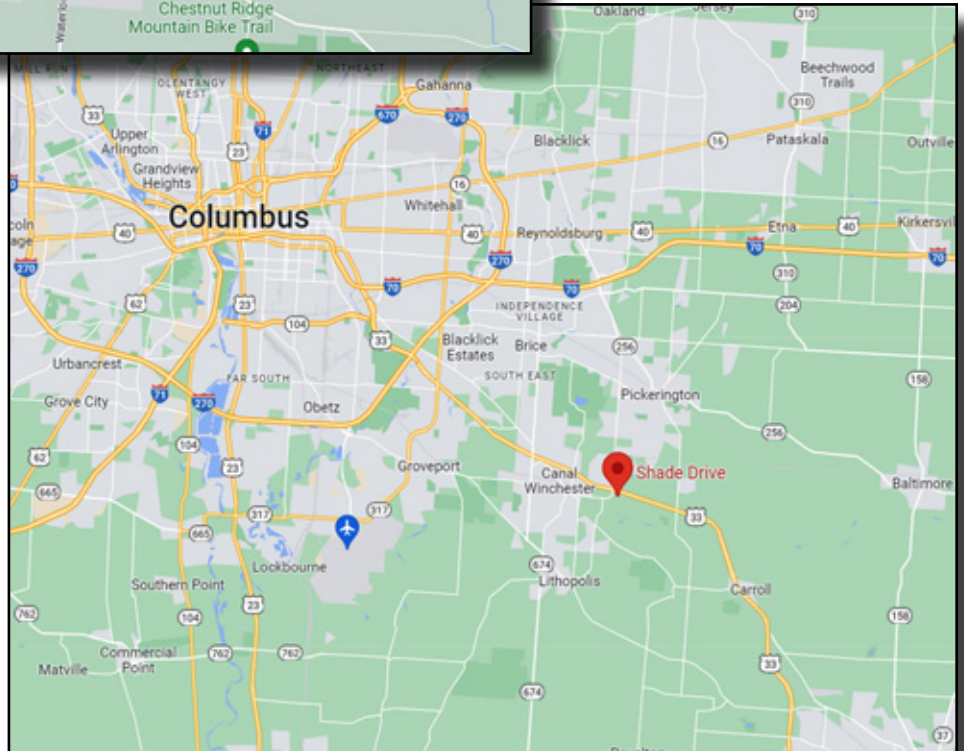 Chestnut Ridge
Mountain Bike Trail
Oakland
Jersey
310
MILL RUN
OLENTANGY
WEST
NORTHEAST
Gahanna
Beechwood
Trails
33
71
670
270
310
Upper
Arlington
23
Blacklick
16
Pataskala
Outville
Grandview
Heights
16
Whitehall
Columbus
40
40
Reynoldsburg
40
Etna
40
270
270
70
70
70
70
310
INDEPENDENCE
VILLAGE
204
62
23
104
33
Blacklick
Estates
Brice
256
Urbancrest
FAR SOUTH
SOUTH EAST
158
Grove City
71
270
Obetz
Pickerington
104
256
62
23
Groveport
Canal
Winchester
Shade Drive
Baltimore
665
317
317
33
665
Lockbourne
674
Lithopolis
Southern Point
Carroll
762
104
23
158
Commercial
Point
762
762
Matville
33
674
37